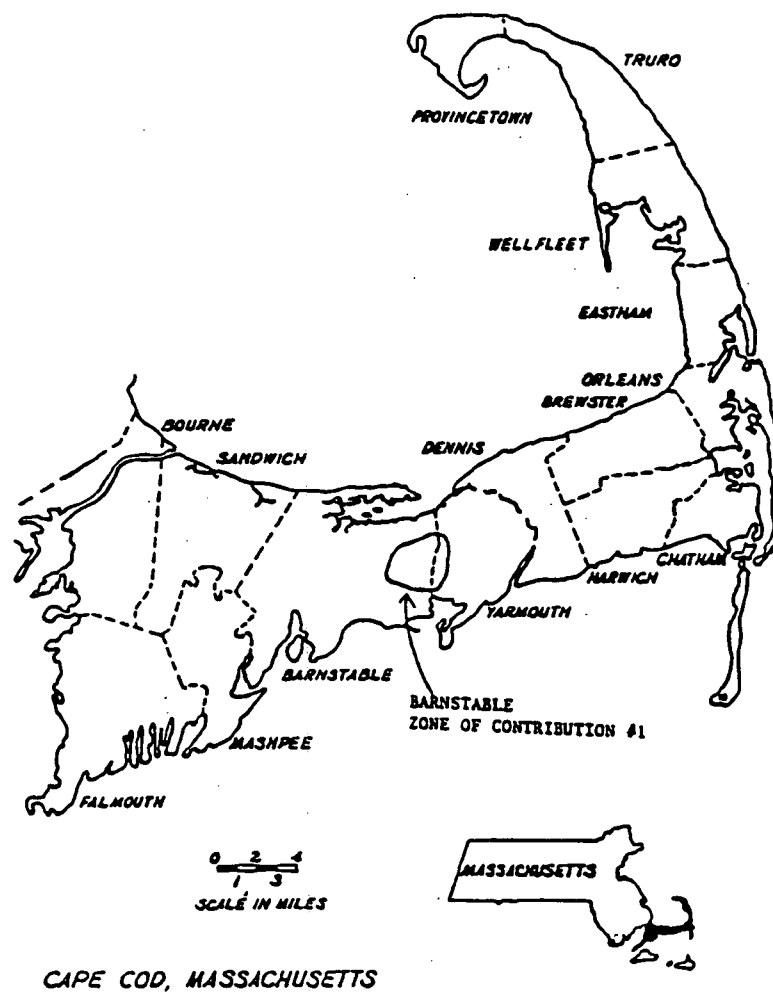 TRURO
PROVINCETOWN
WELLFLEET
EASTHAM
ORLEANS
BREWSTER
BOURNE
SANDWICH
DENNIS
CHATHAM
HARWICH
YARMOUTH
BARNSTABLE
BARNSTABLE
ZONE OF CONTRIBUTION #1
MASHPEE
FALMOUTH
0 2 4
1 3
SCALE IN MILES
MASSACHUSETTS
CAPE COD, MASSACHUSETTS